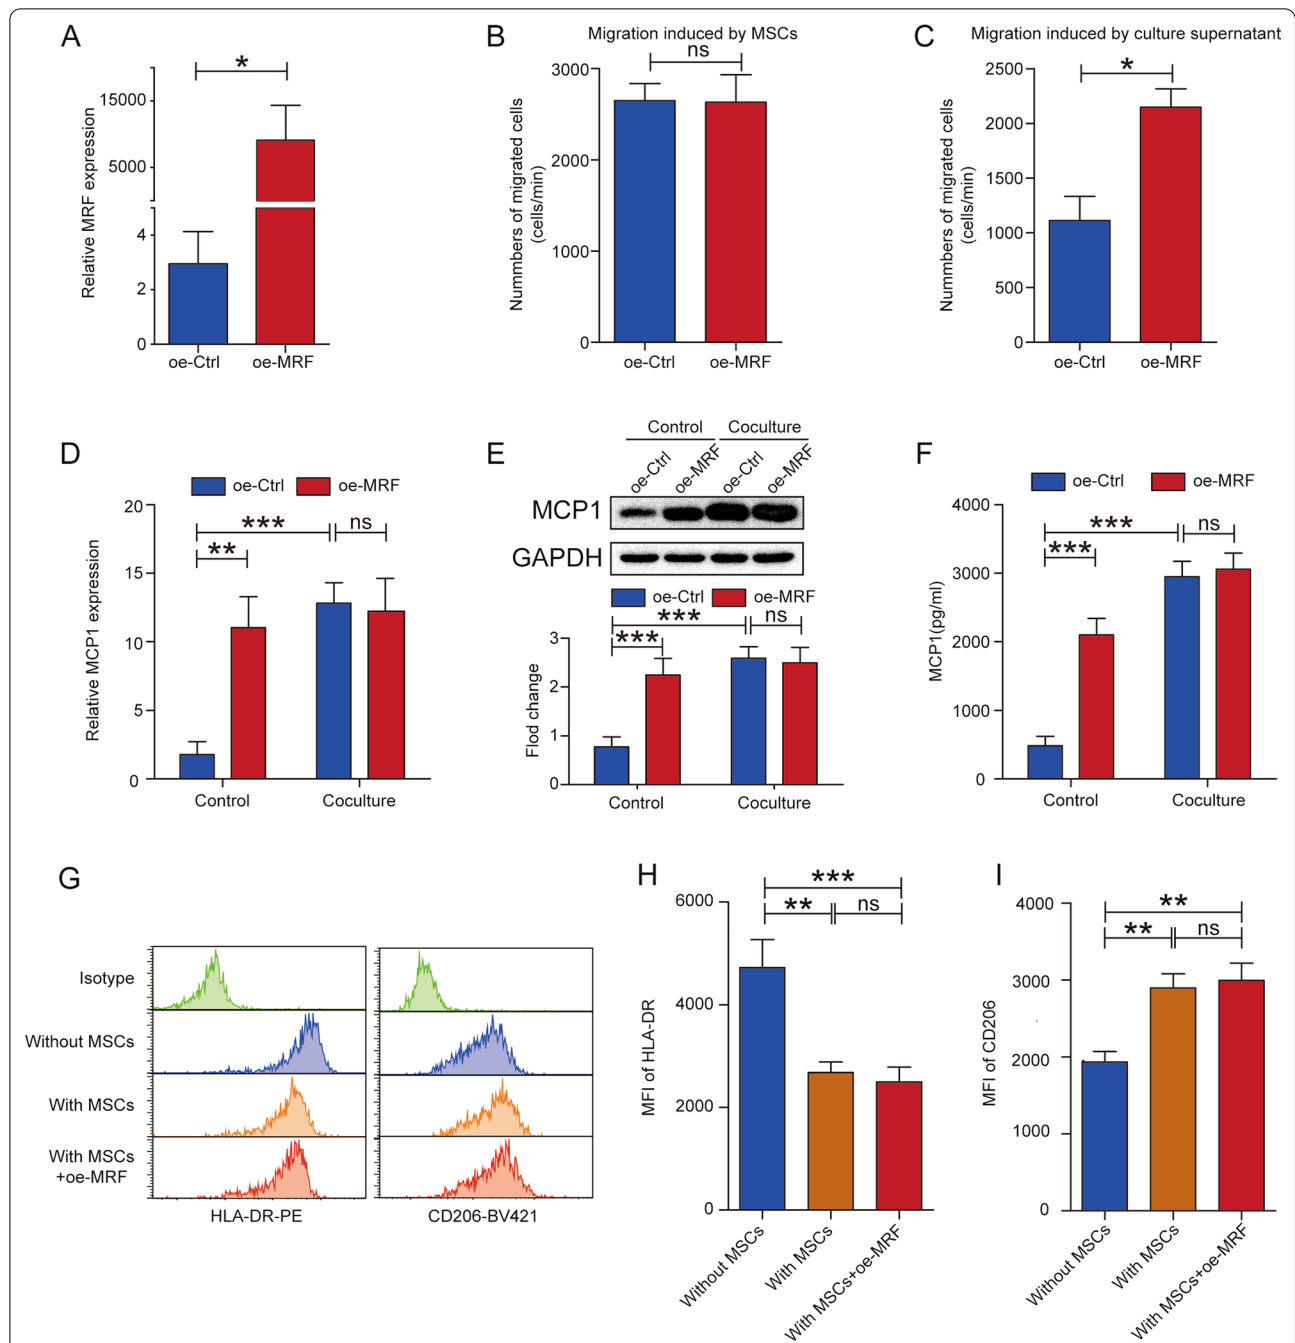 A
*
15000
5000
4
2
0
Relative MRF expression
oe-Ctrl
oe-MRF
B
Migration induced by MSCs
ns
3000
2000
1000
0
Nummbers of migrated cells
(cells/min)
oe-Ctrl
oe-MRF
C
Migration induced by culture supernatant
*
2500
2000
1500
1000
500
0
Nummbers of migrated cells
(cells/min)
oe-Ctrl
oe-MRF
D
oe-Ctrl
oe-MRF
***
ns
**
20
15
10
5
0
Relative MCP1 expression
Control
Coculture
E
Control
Coculture
oe-Ctrl
oe-MRF
oe-Ctrl
oe-MRF
MCP1
GAPDH
oe-Ctrl
oe-MRF
***
ns
***
3
2
1
0
Flod change
Control
Coculture
F
oe-Ctrl
oe-MRF
***
ns
***
4000
3000
2000
1000
0
MCP1(pg/ml)
Control
Coculture
G
Isotype
Without MSCs
With MSCs
With MSCs
+oe-MRF
HLA-DR-PE
CD206-BV421
H
***
**
ns
6000
4000
2000
0
MFI of HLA-DR
Without MSCs
With MSCs
With MSCs+oe-MRF
I
**
**
ns
4000
3000
2000
1000
0
MFI of CD206
Without MSCs
With MSCs
With MSCs+oe-MRF